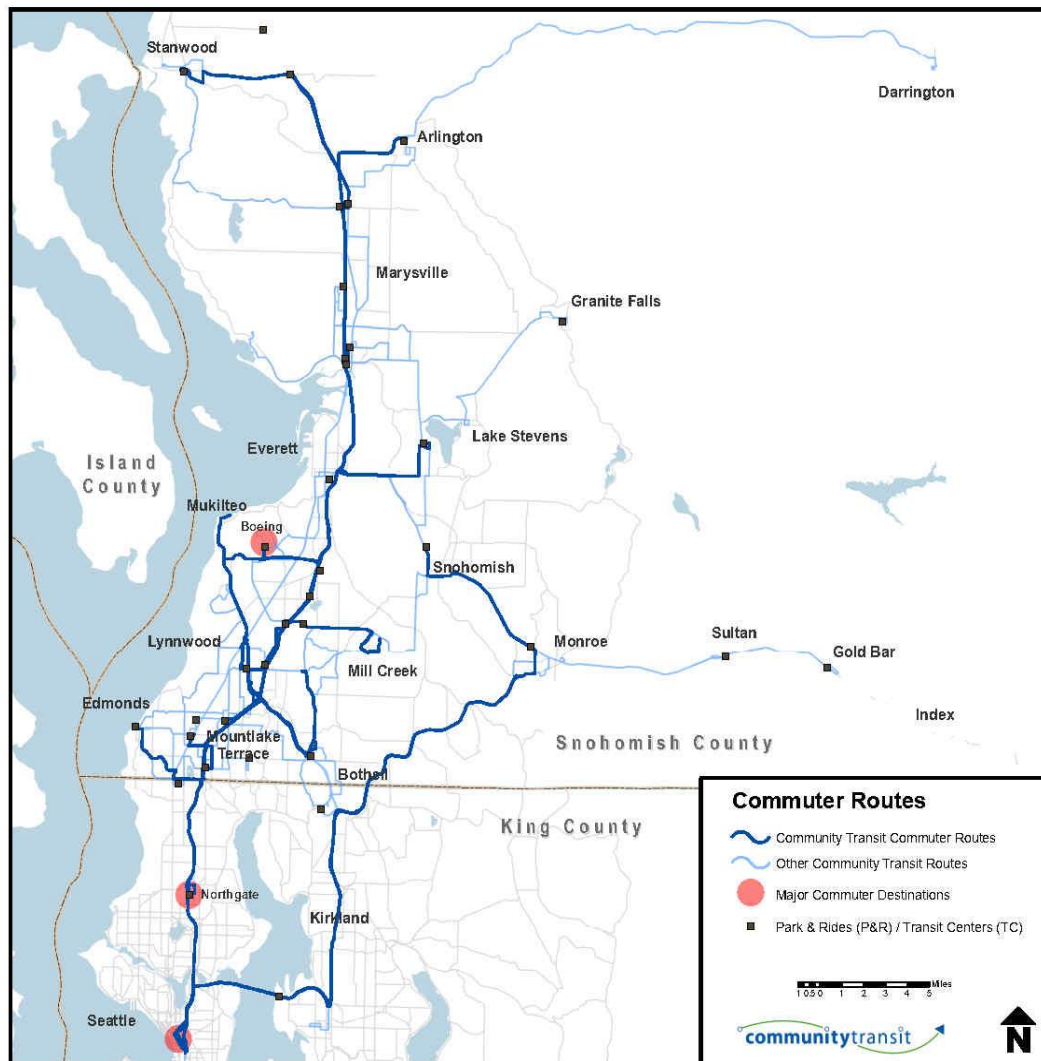 Stanwood
Darrington
Arlington
Marysville
Granite Falls
Lake Stevens
Everett
Island
County
Mukilteo
Boeing
Snohomish
Lynnwood
Monroe
Sultan
Gold Bar
Mill Creek
Edmonds
Index
Mountlake
Terrace
Snohomish County
Bothell
King County
Northgate
Kirkland
Seattle
Commuter Routes
Community Transit Commuter Routes
Other Community Transit Routes
Major Commuter Destinations
Park & Rides (P&R) / Transit Centers (TC)
Miles
1 0.5 0 1 2 3 4 5
communitytransit
N